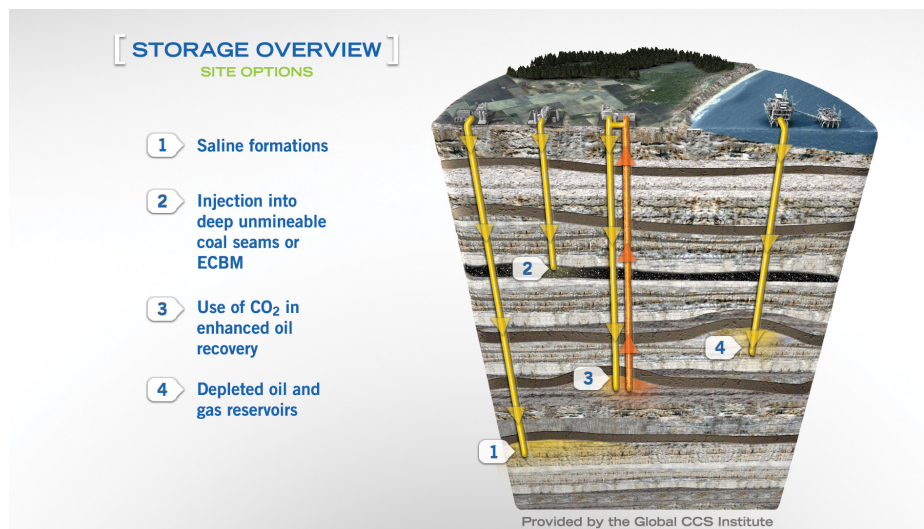 [ STORAGE OVERVIEW ]
SITE OPTIONS
1 Saline formations
2 Injection into
deep unmineable
coal seams or
ECBM
3 Use of CO₂ in
enhanced oil
recovery
4 Depleted oil and
gas reservoirs
2
4
3
1
Provided by the Global CCS Institute